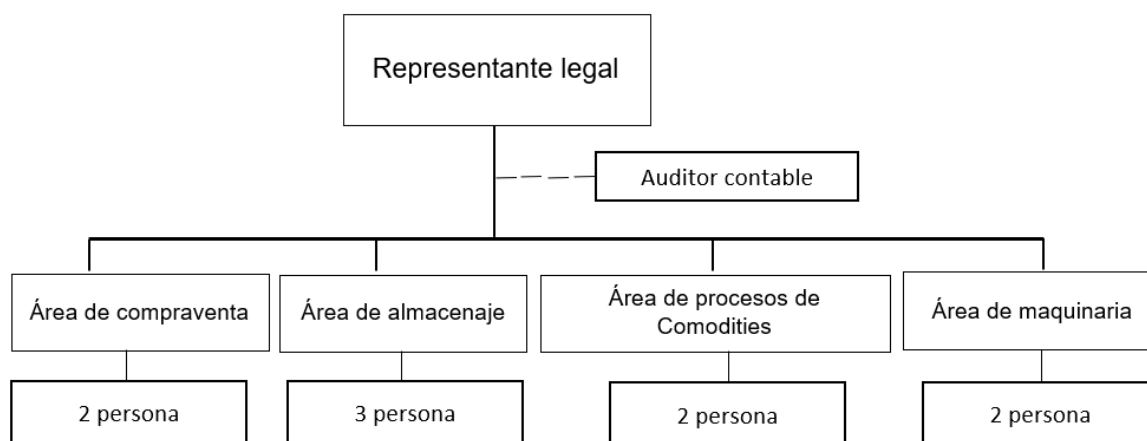 Representante legal
Auditor contable
Área de compraventa
Área de almacenaje
Área de procesos de
Comodities
Área de maquinaria
2 persona
3 persona
2 persona
2 persona